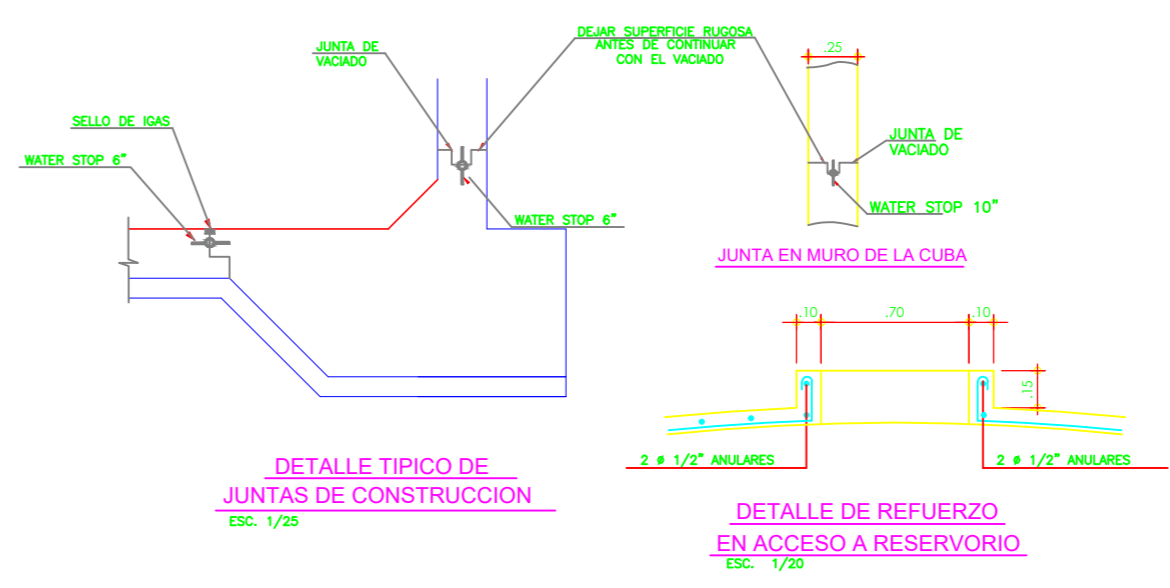 JUNTA DE
VACIADO
DEJAR SUPERFICIE RUGOSA
ANTES DE CONTINUAR
CON EL VACIADO
SELLO DE IGAS
WATER STOP 6"
WATER STOP 6"
DETALLE TIPICO DE
JUNTAS DE CONSTRUCCION
ESC. 1/25
.25
JUNTA DE
VACIADO
WATER STOP 10"
JUNTA EN MURO DE LA CUBA
.10
.70
.10
.15
2 ø 1/2" ANULARES
2 ø 1/2" ANULARES
DETALLE DE REFUERZO
EN ACCESO A RESERVORIO
ESC. 1/20